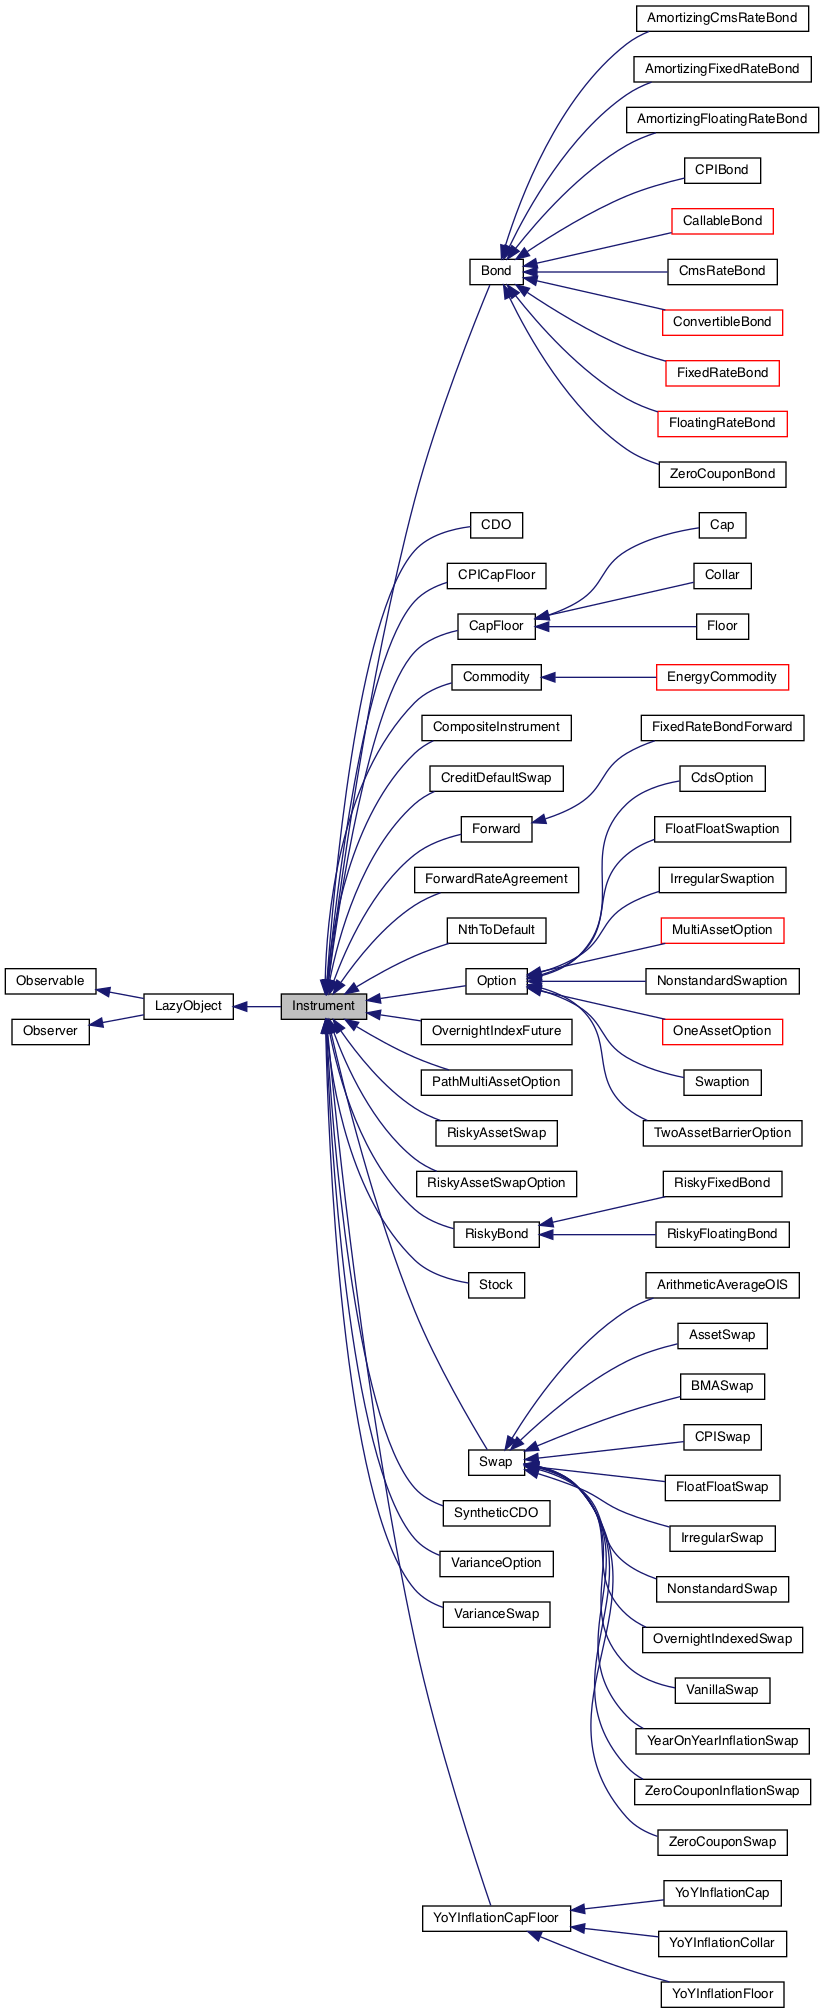 AmortizingCmsRateBond
AmortizingFixedRateBond
AmortizingFloatingRateBond
CPIBond
CallableBond
Bond
CmsRateBond
ConvertibleBond
FixedRateBond
FloatingRateBond
ZeroCouponBond
CDO
Cap
CPICapFloor
Collar
CapFloor
Floor
Commodity
EnergyCommodity
CompositeInstrument
FixedRateBondForward
CreditDefaultSwap
CdsOption
Forward
FloatFloatSwaption
ForwardRateAgreement
IrregularSwaption
NthToDefault
MultiAssetOption
Observable
Option
NonstandardSwaption
LazyObject
Instrument
Observer
OvernightIndexFuture
OneAssetOption
PathMultiAssetOption
Swaption
RiskyAssetSwap
TwoAssetBarrierOption
RiskyAssetSwapOption
RiskyFixedBond
RiskyBond
RiskyFloatingBond
Stock
ArithmeticAverageOIS
AssetSwap
BMASwap
CPISwap
Swap
FloatFloatSwap
SyntheticCDO
IrregularSwap
VarianceOption
NonstandardSwap
VarianceSwap
OvernightIndexedSwap
VanillaSwap
YearOnYearInflationSwap
ZeroCouponInflationSwap
ZeroCouponSwap
YoYInflationCap
YoYInflationCapFloor
YoYInflationCollar
YoYInflationFloor